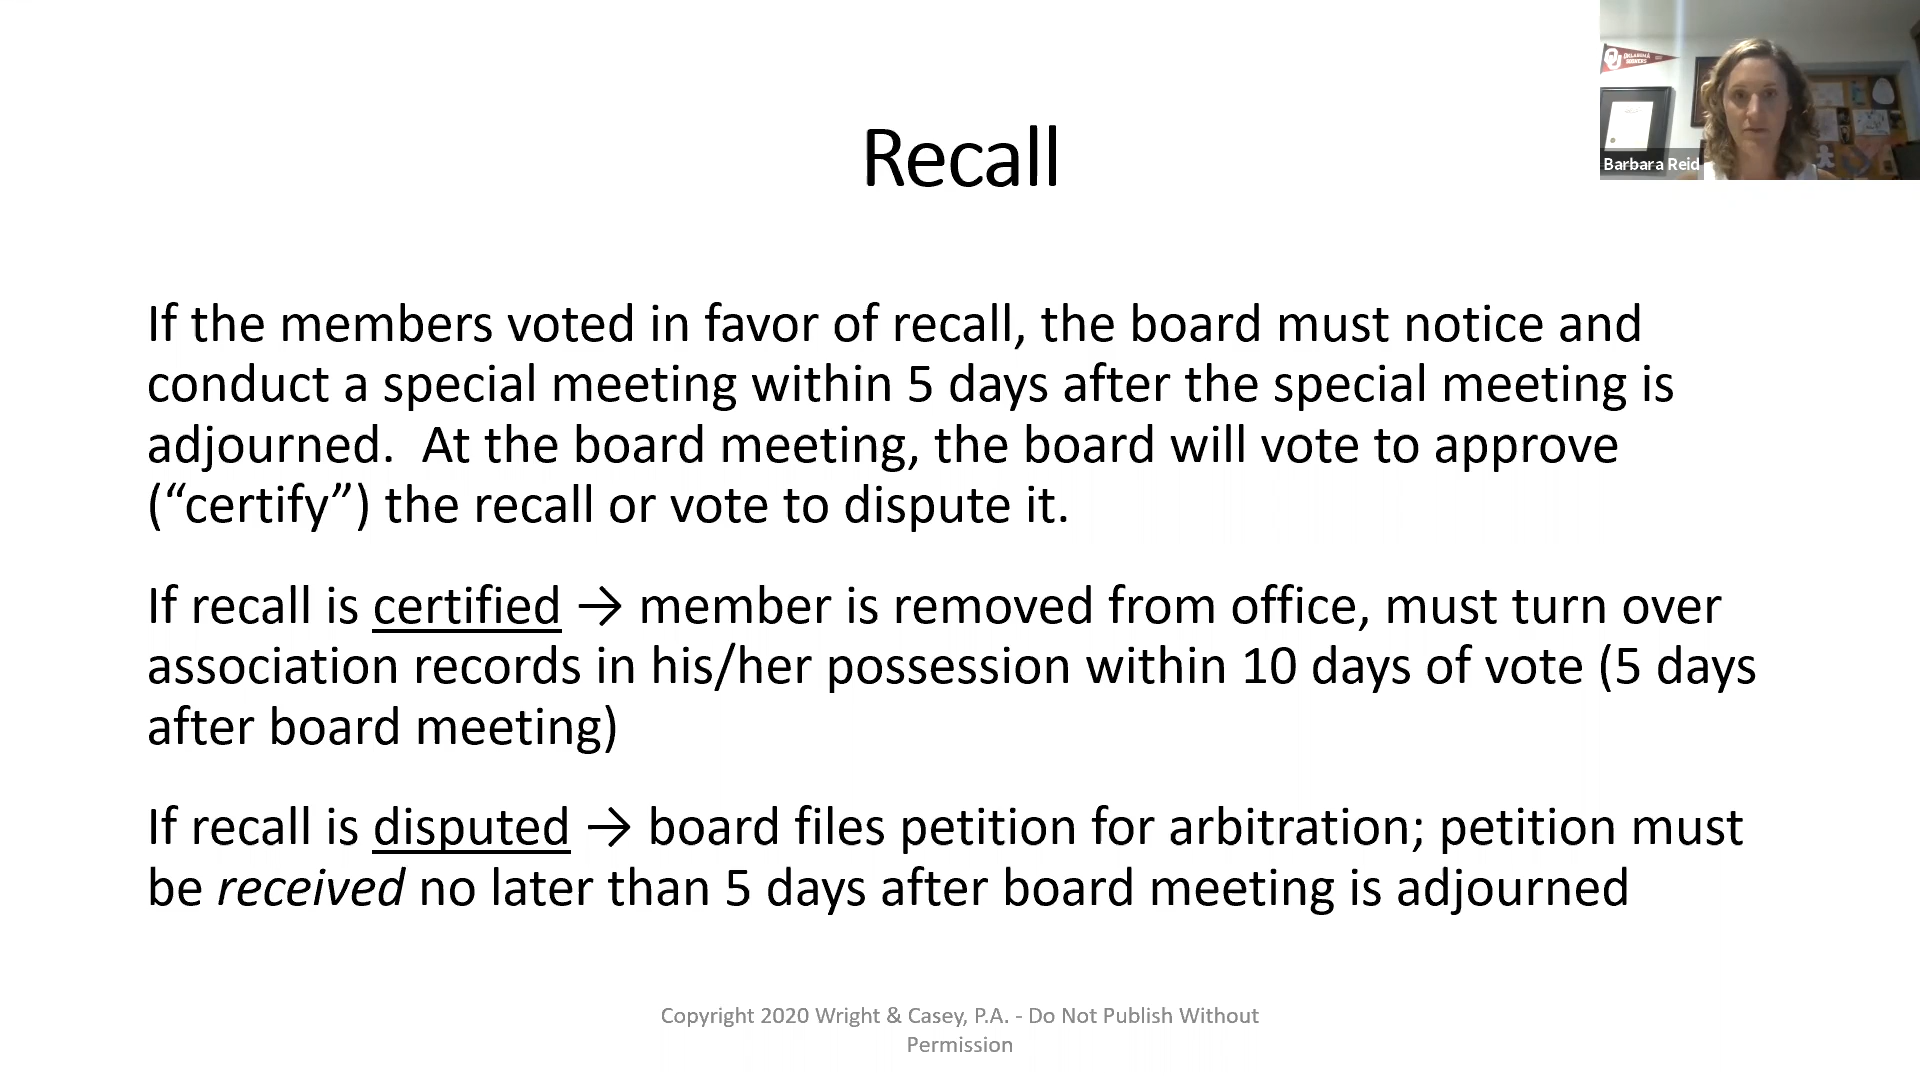 OU OKLAHOMA
SOONERS
Barbara Reid
Recall
If the members voted in favor of recall, the board must notice and
conduct a special meeting within 5 days after the special meeting is
adjourned.  At the board meeting, the board will vote to approve
(“certify”) the recall or vote to dispute it.
If recall is certified → member is removed from office, must turn over
association records in his/her possession within 10 days of vote (5 days
after board meeting)
If recall is disputed → board files petition for arbitration; petition must
be received no later than 5 days after board meeting is adjourned
Copyright 2020 Wright & Casey, P.A. - Do Not Publish Without
Permission